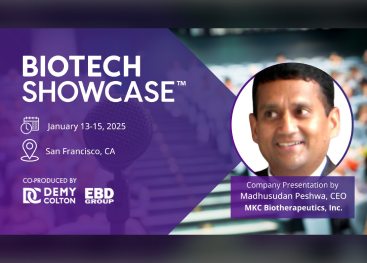 BIOTECH
SHOWCASE™
January 13-15, 2025
San Francisco, CA
CO-PRODUCED BY
DC DEMY
COLTON
EBD
GROUP
Company Presentation by
Madhusudan Peshwa, CEO
MKC Biotherapeutics, Inc.